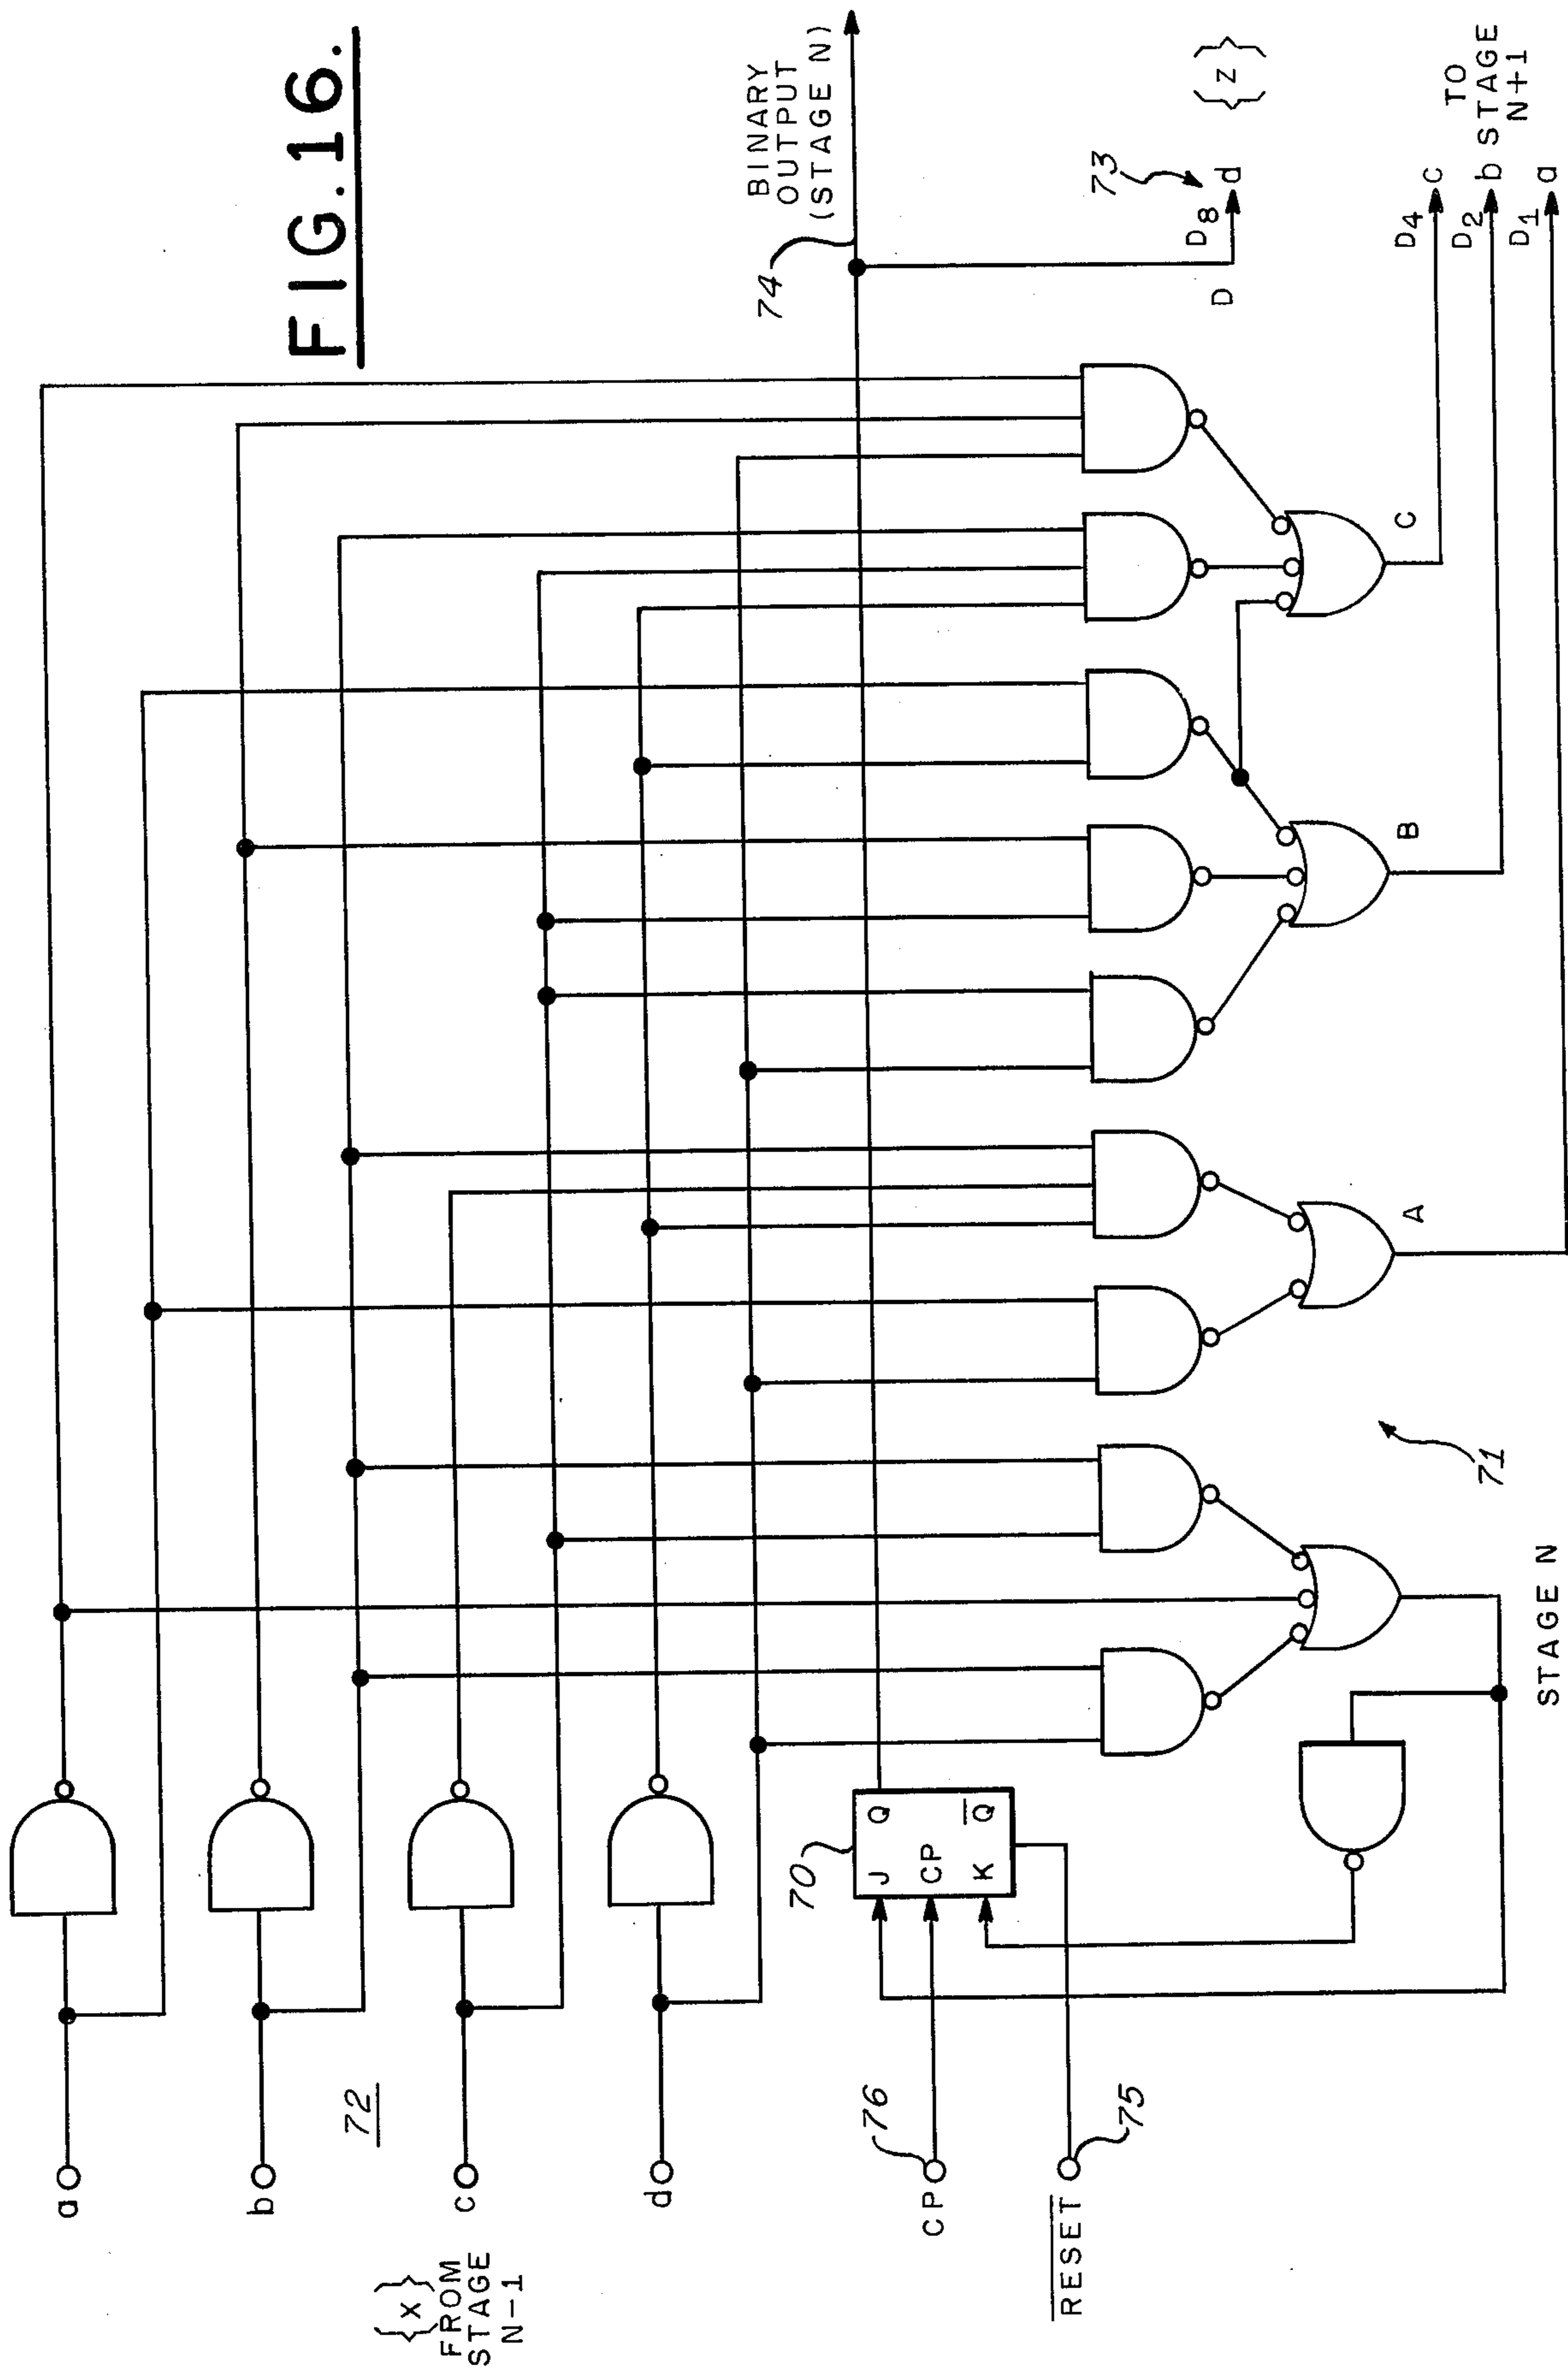 FIG.16.
a
b
72
c
d
{x}
FROM
STAGE
N-1
CP
76
RESET
75
70
J
Q
CP
K
Q
74
BINARY
OUTPUT
(STAGE N)
73
D8
d
D
{z}
D4
c
D2
b
D1
a
TO
STAGE
N+1
A
B
C
71
STAGE N